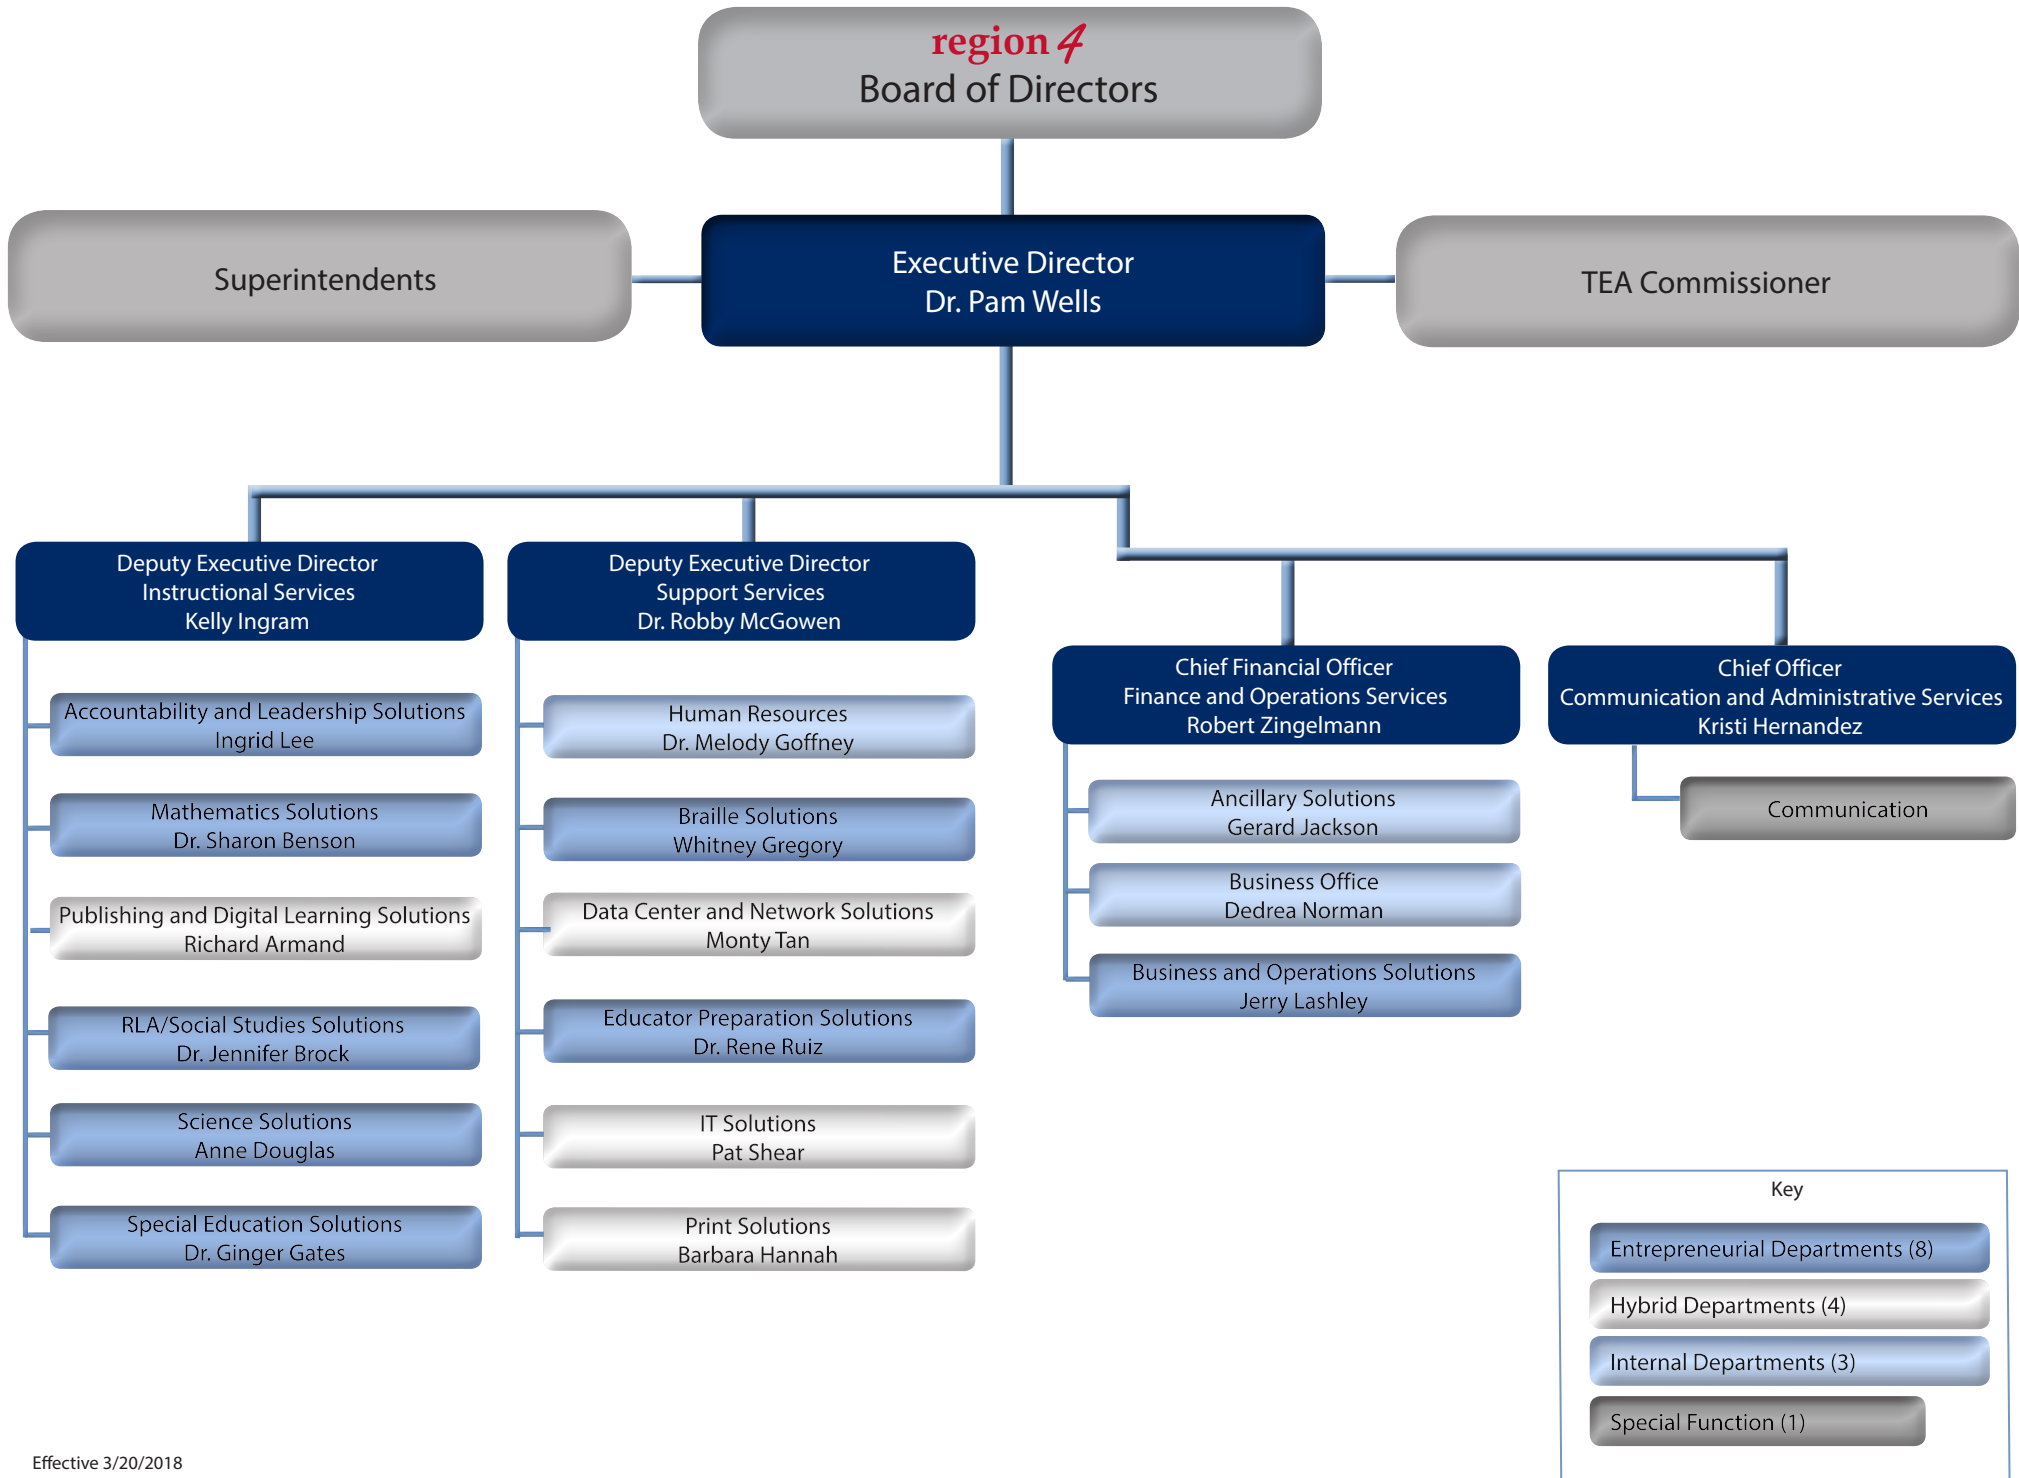 region 4
Board of Directors
Superintendents
Executive Director
Dr. Pam Wells
TEA Commissioner
Deputy Executive Director
Instructional Services
Kelly Ingram
Accountability and Leadership Solutions
Ingrid Lee
Mathematics Solutions
Dr. Sharon Benson
Publishing and Digital Learning Solutions
Richard Armand
RLA/Social Studies Solutions
Dr. Jennifer Brock
Science Solutions
Anne Douglas
Special Education Solutions
Dr. Ginger Gates
Deputy Executive Director
Support Services
Dr. Robby McGowen
Human Resources
Dr. Melody Goffney
Braille Solutions
Whitney Gregory
Data Center and Network Solutions
Monty Tan
Educator Preparation Solutions
Dr. Rene Ruiz
IT Solutions
Pat Shear
Print Solutions
Barbara Hannah
Chief Financial Officer
Finance and Operations Services
Robert Zingelmann
Ancillary Solutions
Gerard Jackson
Business Office
Dedrea Norman
Business and Operations Solutions
Jerry Lashley
Chief Officer
Communication and Administrative Services
Kristi Hernandez
Communication
Key
Entrepreneurial Departments (8)
Hybrid Departments (4)
Internal Departments (3)
Special Function (1)
Effective 3/20/2018